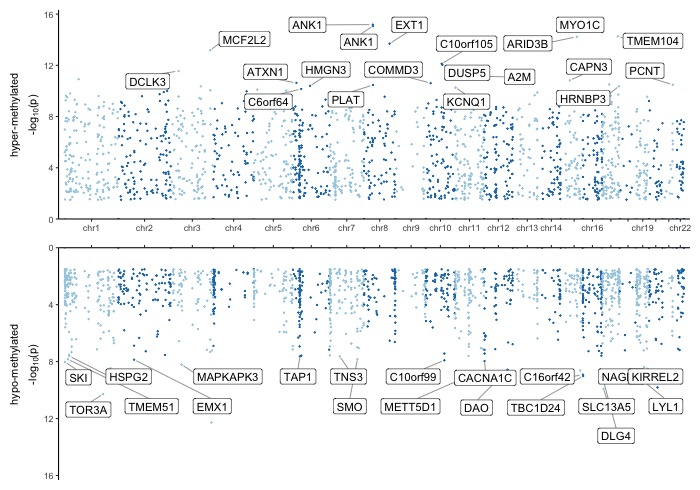 16
12
8
4
0
hyper-methylated
-log10(p)
ANK1
EXT1
MYO1C
MCF2L2
ANK1
C10orf105
ARID3B
TMEM104
DCLK3
ATXN1
HMGN3
COMMD3
DUSP5
A2M
CAPN3
PCNT
C6orf64
PLAT
KCNQ1
HRNBP3
chr1 chr2 chr3 chr4 chr5 chr6 chr7 chr8 chr9 chr10 chr11 chr12 chr13 chr14 chr16 chr19 chr22
0
4
8
12
16
hypo-methylated
-log10(p)
SKI
HSPG2
MAPKAPK3
TAP1
TNS3
C10orf99
CACNA1C
C16orf42
KIRREL2
TOR3A
TMEM51
EMX1
SMO
METT5D1
DAO
TBC1D24
SLC13A5
LYL1
DLG4